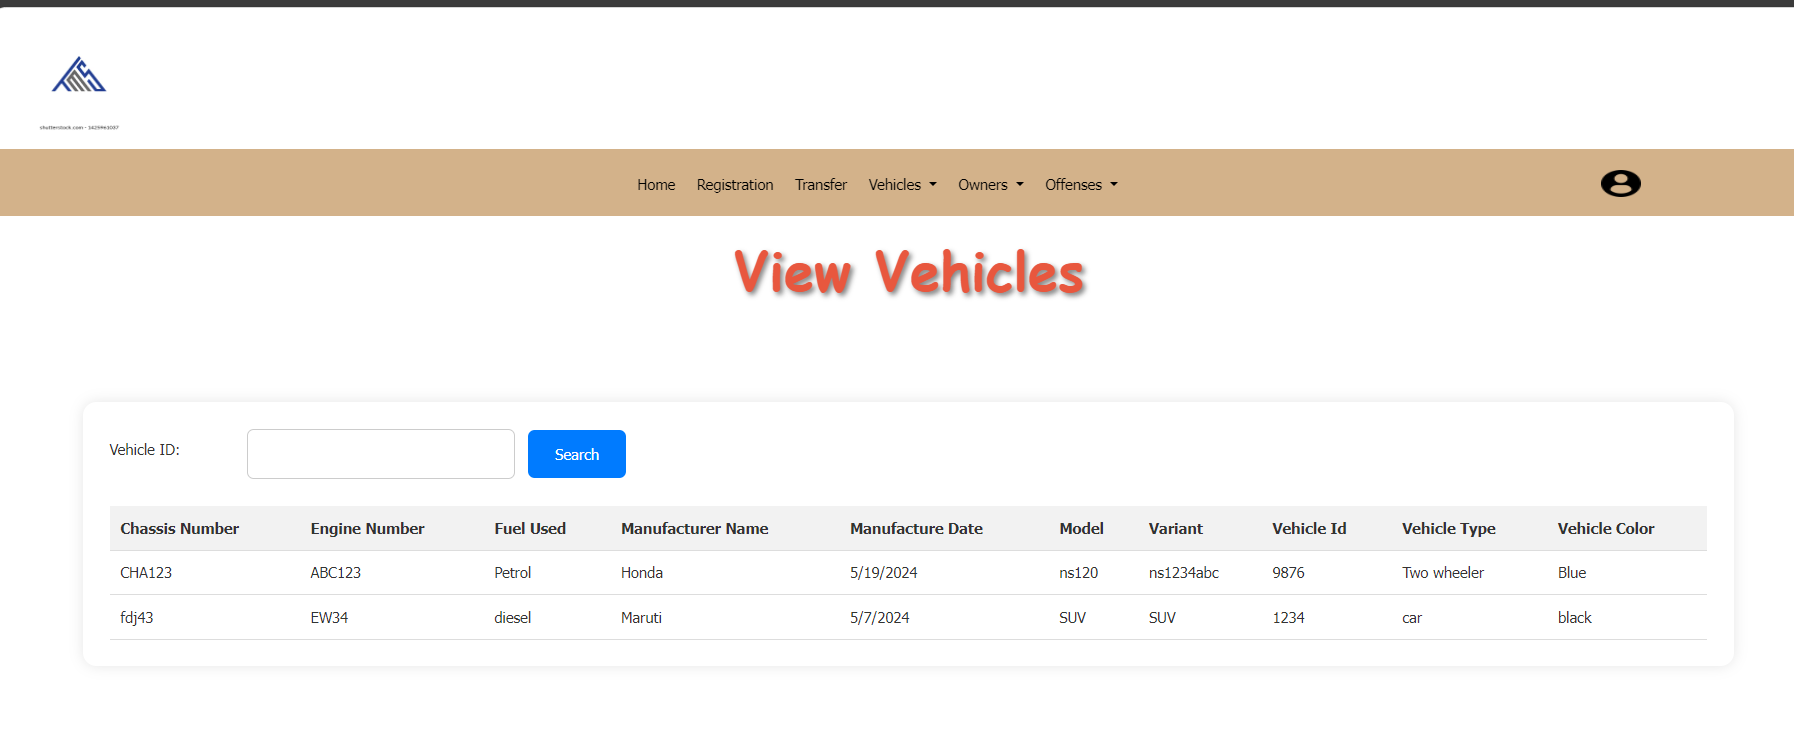 shutterstock.com · 1425963037
Home Registration Transfer Vehicles Owners Offenses
View Vehicles
Vehicle ID: Search
Chassis Number Engine Number Fuel Used Manufacturer Name Manufacture Date Model Variant Vehicle Id Vehicle Type Vehicle Color
CHA123 ABC123 Petrol Honda 5/19/2024 ns120 ns1234abc 9876 Two wheeler Blue
fdj43 EW34 diesel Maruti 5/7/2024 SUV SUV 1234 car black